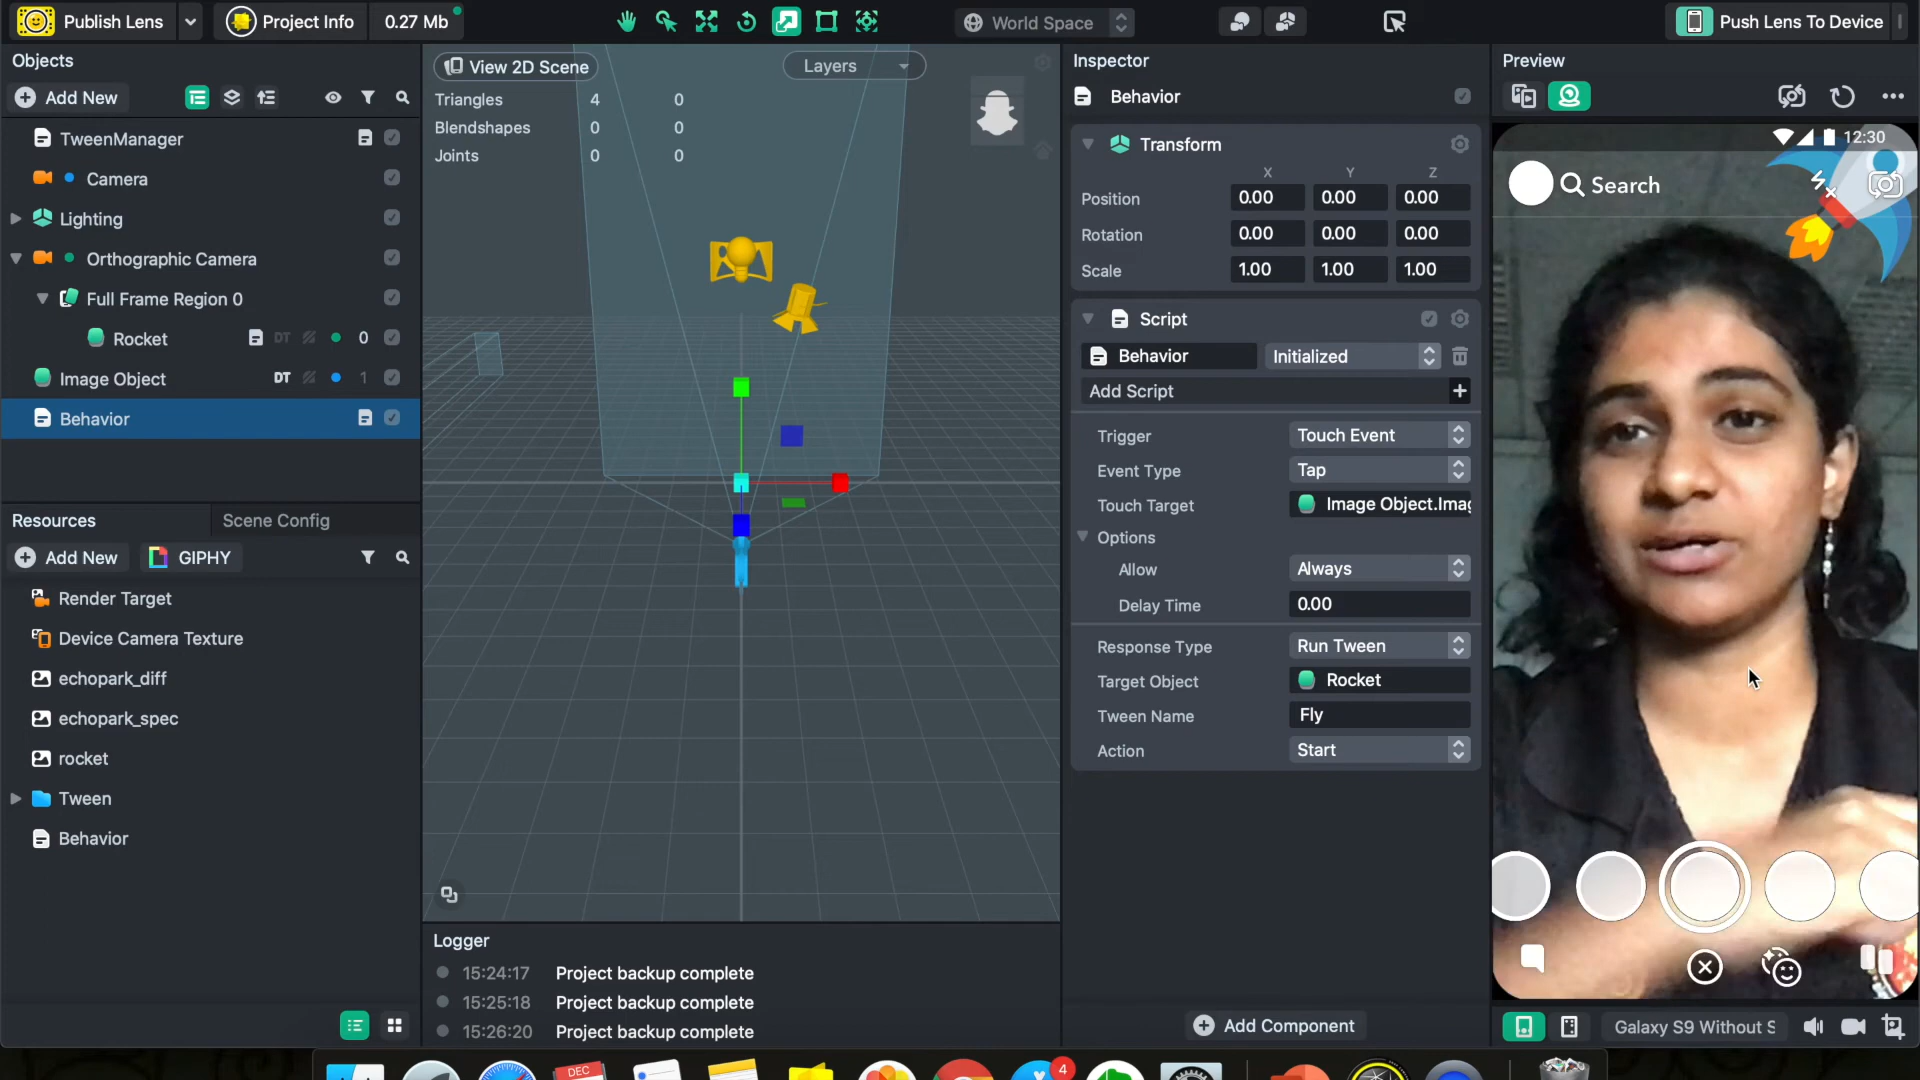 Publish Lens
Project Info
0.27 Mb
World Space
Push Lens To Device
Objects
Add New
TweenManager
Camera
Lighting
Orthographic Camera
Full Frame Region 0
Rocket DT 0
Image Object DT 1
Behavior
Resources
Scene Config
Add New
GIPHY
Render Target
Device Camera Texture
echopark_diff
echopark_spec
rocket
Tween
Behavior
View 2D Scene
Layers
Triangles 4 0
Blendshapes 0 0
Joints 0 0
Logger
15:24:17 Project backup complete
15:25:18 Project backup complete
15:26:20 Project backup complete
Inspector
Behavior
Transform
X Y Z
Position 0.00 0.00 0.00
Rotation 0.00 0.00 0.00
Scale 1.00 1.00 1.00
Script
Behavior Initialized
Add Script
Trigger Touch Event
Event Type Tap
Touch Target Image Object.Imag
Options
Allow Always
Delay Time 0.00
Response Type Run Tween
Target Object Rocket
Tween Name Fly
Action Start
Add Component
Preview
12:30
Search
Galaxy S9 Without S
DEC
4